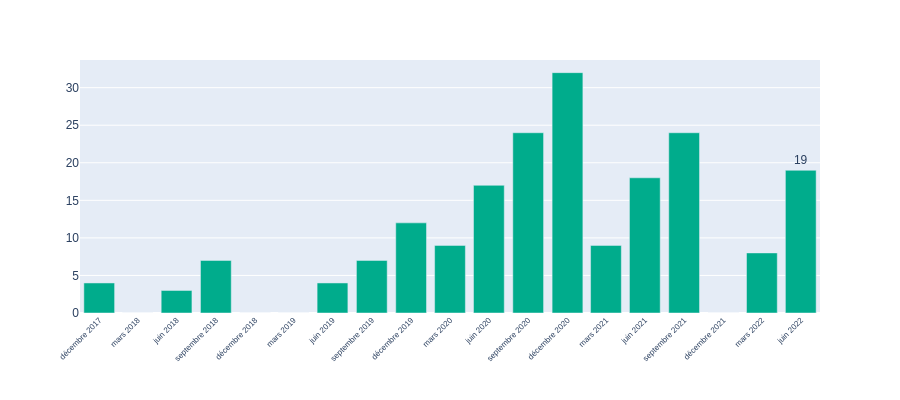 30
25
20
15
10
5
0
19
décembre 2017
mars 2018
juin 2018
septembre 2018
décembre 2018
mars 2019
juin 2019
septembre 2019
décembre 2019
mars 2020
juin 2020
septembre 2020
décembre 2020
mars 2021
juin 2021
septembre 2021
décembre 2021
mars 2022
juin 2022